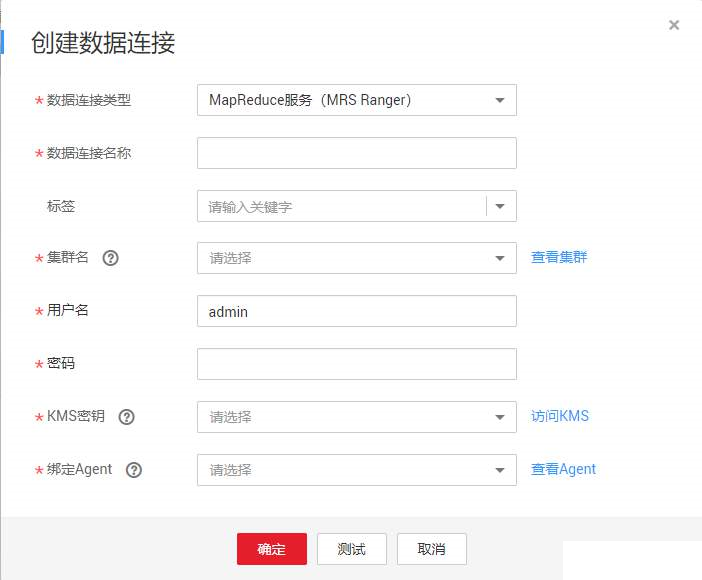 创建数据连接
×
* 数据连接类型 MapReduce服务（MRS Ranger）
* 数据连接名称
标签 请输入关键字
* 集群名 ? 请选择 查看集群
* 用户名 admin
* 密码
* KMS密钥 ? 请选择 访问KMS
* 绑定Agent ? 请选择 查看Agent
确定 测试 取消